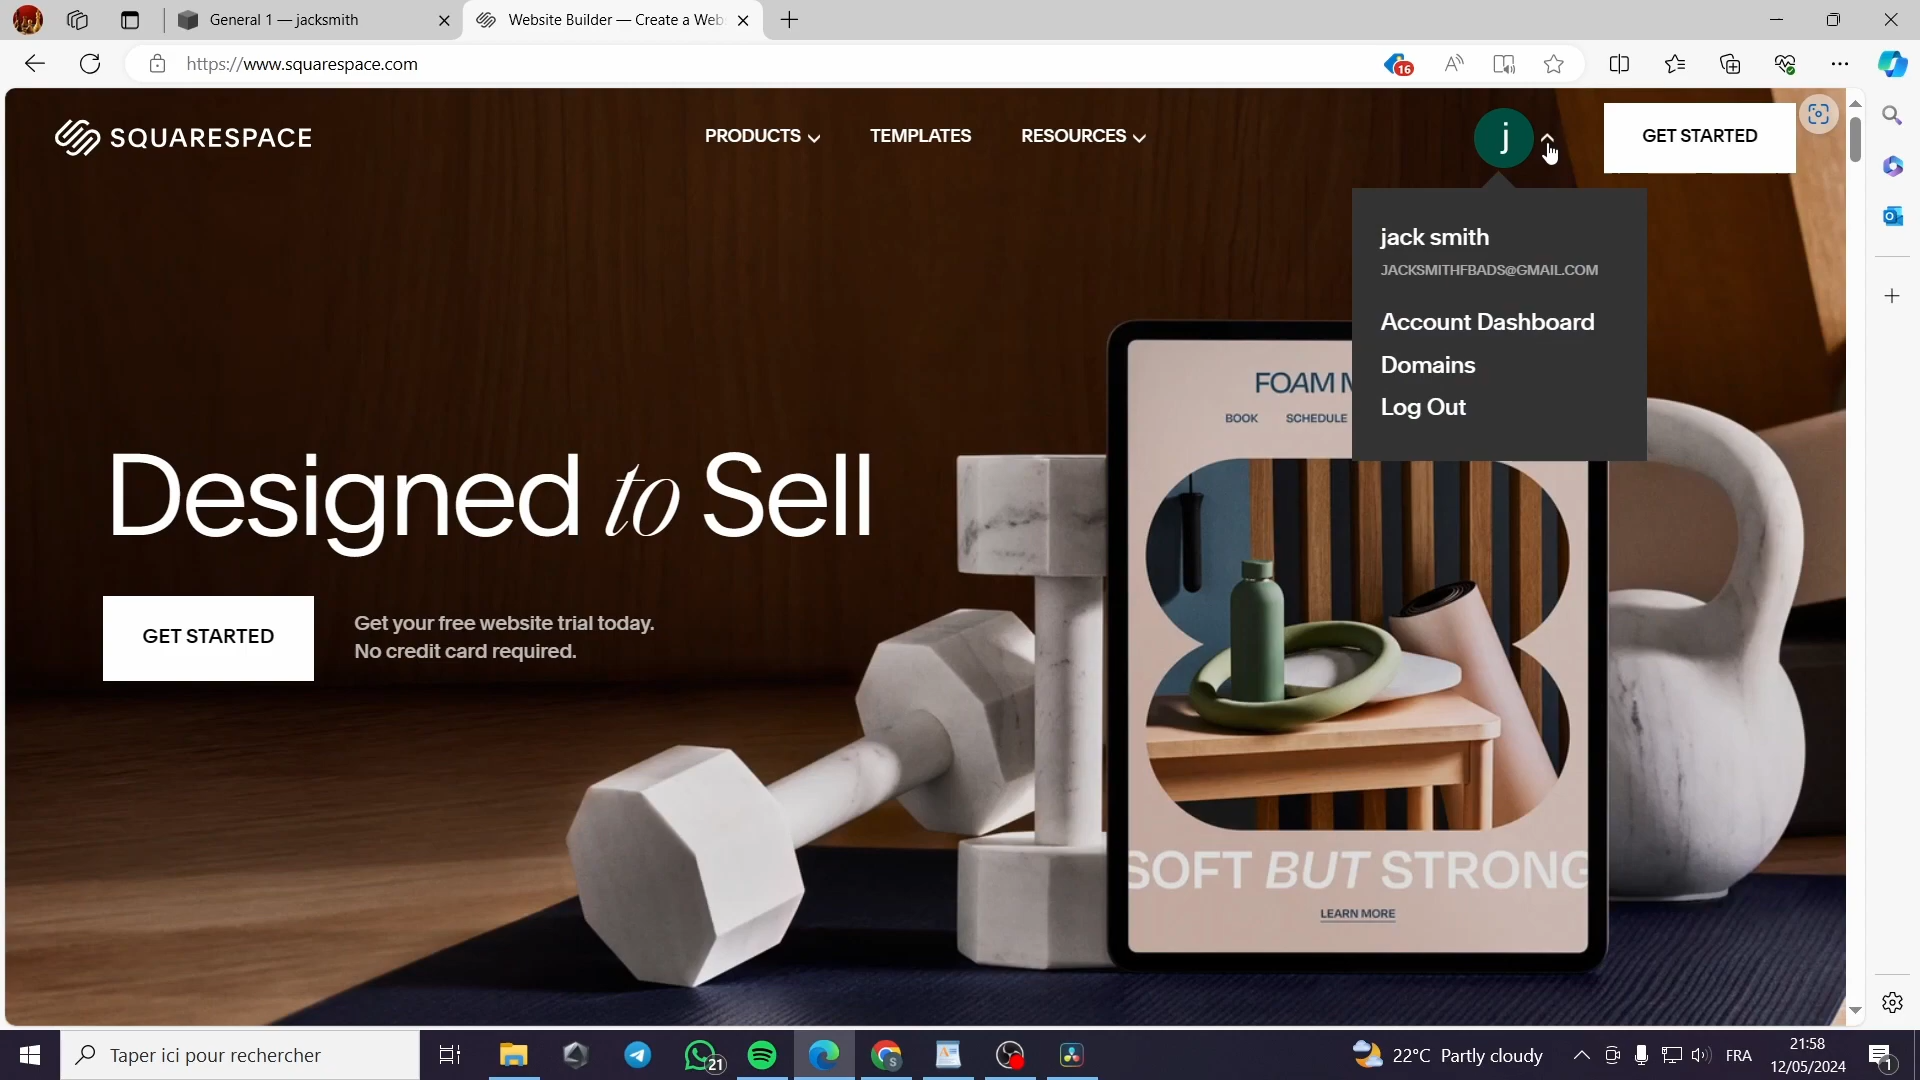 General 1 — jacksmith
Website Builder — Create a Web
https://www.squarespace.com
16
SQUARESPACE
PRODUCTS
TEMPLATES
RESOURCES
j
GET STARTED
jack smith
JACKSMITHFBADS@GMAIL.COM
Account Dashboard
Domains
Log Out
FOAM M
BOOK
SCHEDULE
Designed to Sell
GET STARTED
Get your free website trial today.
No credit card required.
SOFT BUT STRONG
LEARN MORE
Taper ici pour rechercher
21
S
22°C Partly cloudy
FRA
21:58
12/05/2024
1